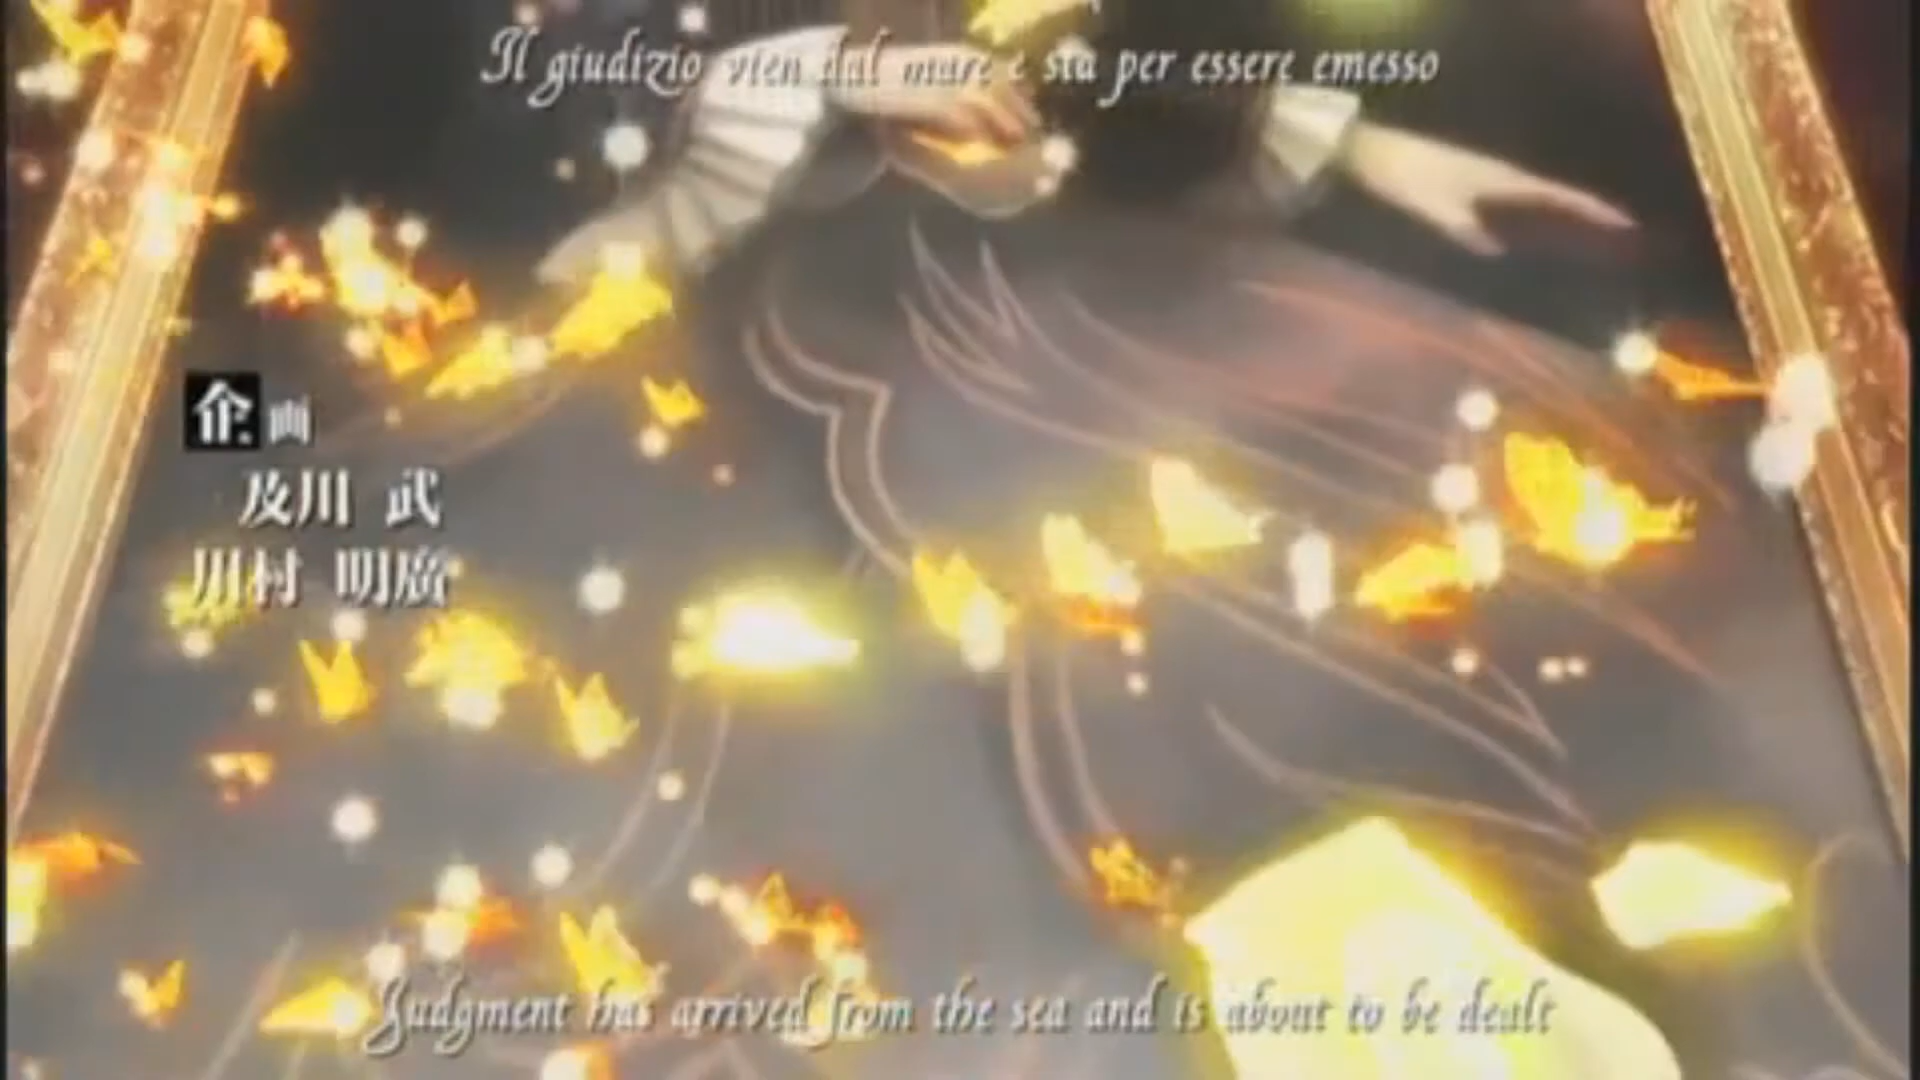 Il giudizio vien dal mare e sta per essere emesso
企画
及川 武
川村 明廣
Judgment has arrived from the sea and is about to be dealt